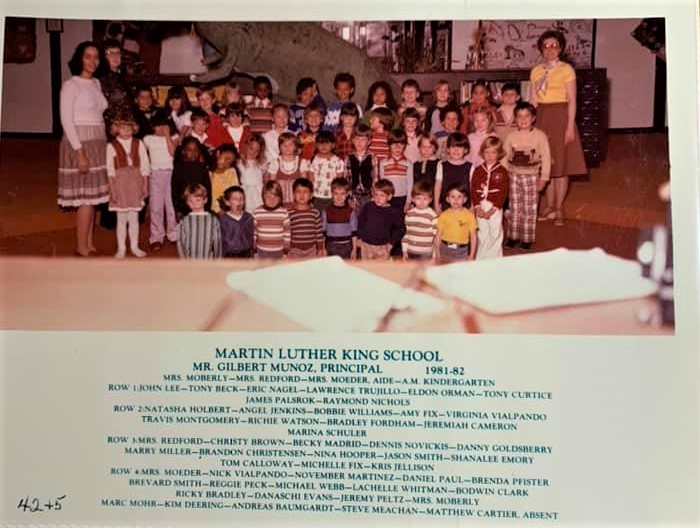 MARTIN LUTHER KING SCHOOL
MR. GILBERT MUNOZ, PRINCIPAL 1981-82
MRS. MOBERLY—MRS. REDFORD—MRS. MOEDER, AIDE—A.M. KINDERGARTEN
ROW 1:JOHN LEE—TONY BECK—ERIC NAGEL—LAWRENCE TRUJILLO—ELDON ORMAN—TONY CURTICE
JAMES PALSROK—RAYMOND NICHOLS
ROW 2:NATASHA HOLBERT—ANGEL JENKINS—BOBBIE WILLIAMS—AMY FIX—VIRGINIA VIALPANDO
TRAVIS MONTGOMERY—RICHIE WATSON—BRADLEY FORDHAM—JEREMIAH CAMERON
MARINA SCHULER
ROW 3:MRS. REDFORD—CHRISTY BROWN—BECKY MADRID—DENNIS NOVICKIS—DANNY GOLDSBERRY
MARRY MILLER—BRANDON CHRISTENSEN—NINA HOOPER—JASON SMITH—SHANALEE EMORY
TOM CALLOWAY—MICHELLE FIX—KRIS JELLISON
ROW 4:MRS. MOEDER—NICK VIALPANDO—NOVEMBER MARTINEZ—DANIEL PAUL—BRENDA PFISTER
BREVARD SMITH—REGGIE PECK—MICHAEL WEBB—LACHELLE WHITMAN—BODWIN CLARK
RICKY BRADLEY—DANASCHI EVANS—JEREMY PELTZ—MRS. MOBERLY
MARC MOHR—KIM DEERING—ANDREAS BAUMGARDT—STEVE MEACHAN—MATTHEW CARTIER, ABSENT
42+5